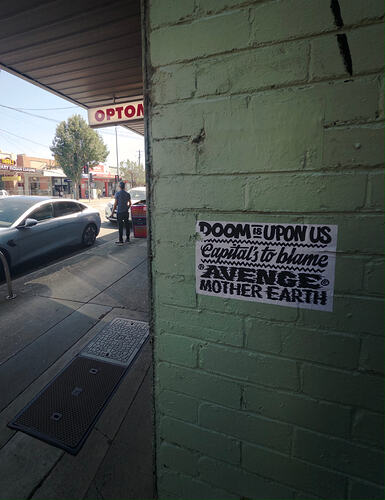 OPTOM
DOOM IS UPON US
Capital's to blame
AVENGE
MOTHER EARTH